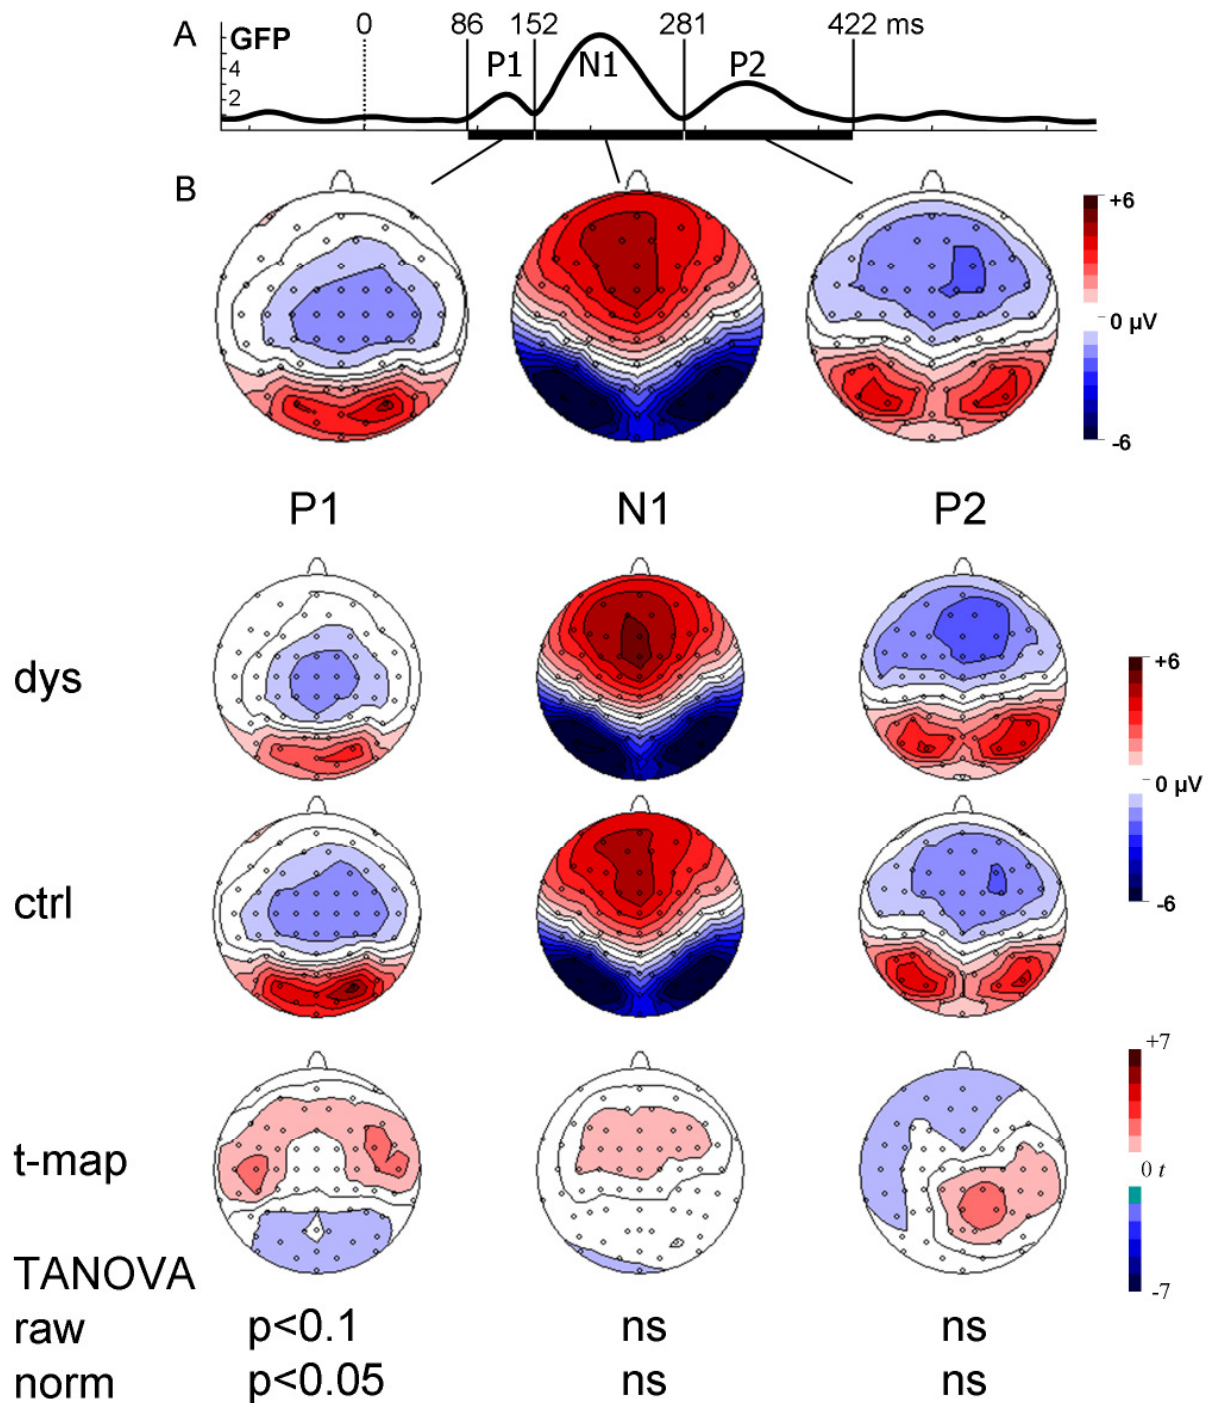 A GFP 0 86 152 281 422 ms
P1 N1 P2
4
2
B
+6
0 µV
-6
P1 N1 P2
dys
+6
0 µV
ctrl
-6
+7
t-map
0 t
-7
TANOVA
raw p<0.1 ns ns
norm p<0.05 ns ns